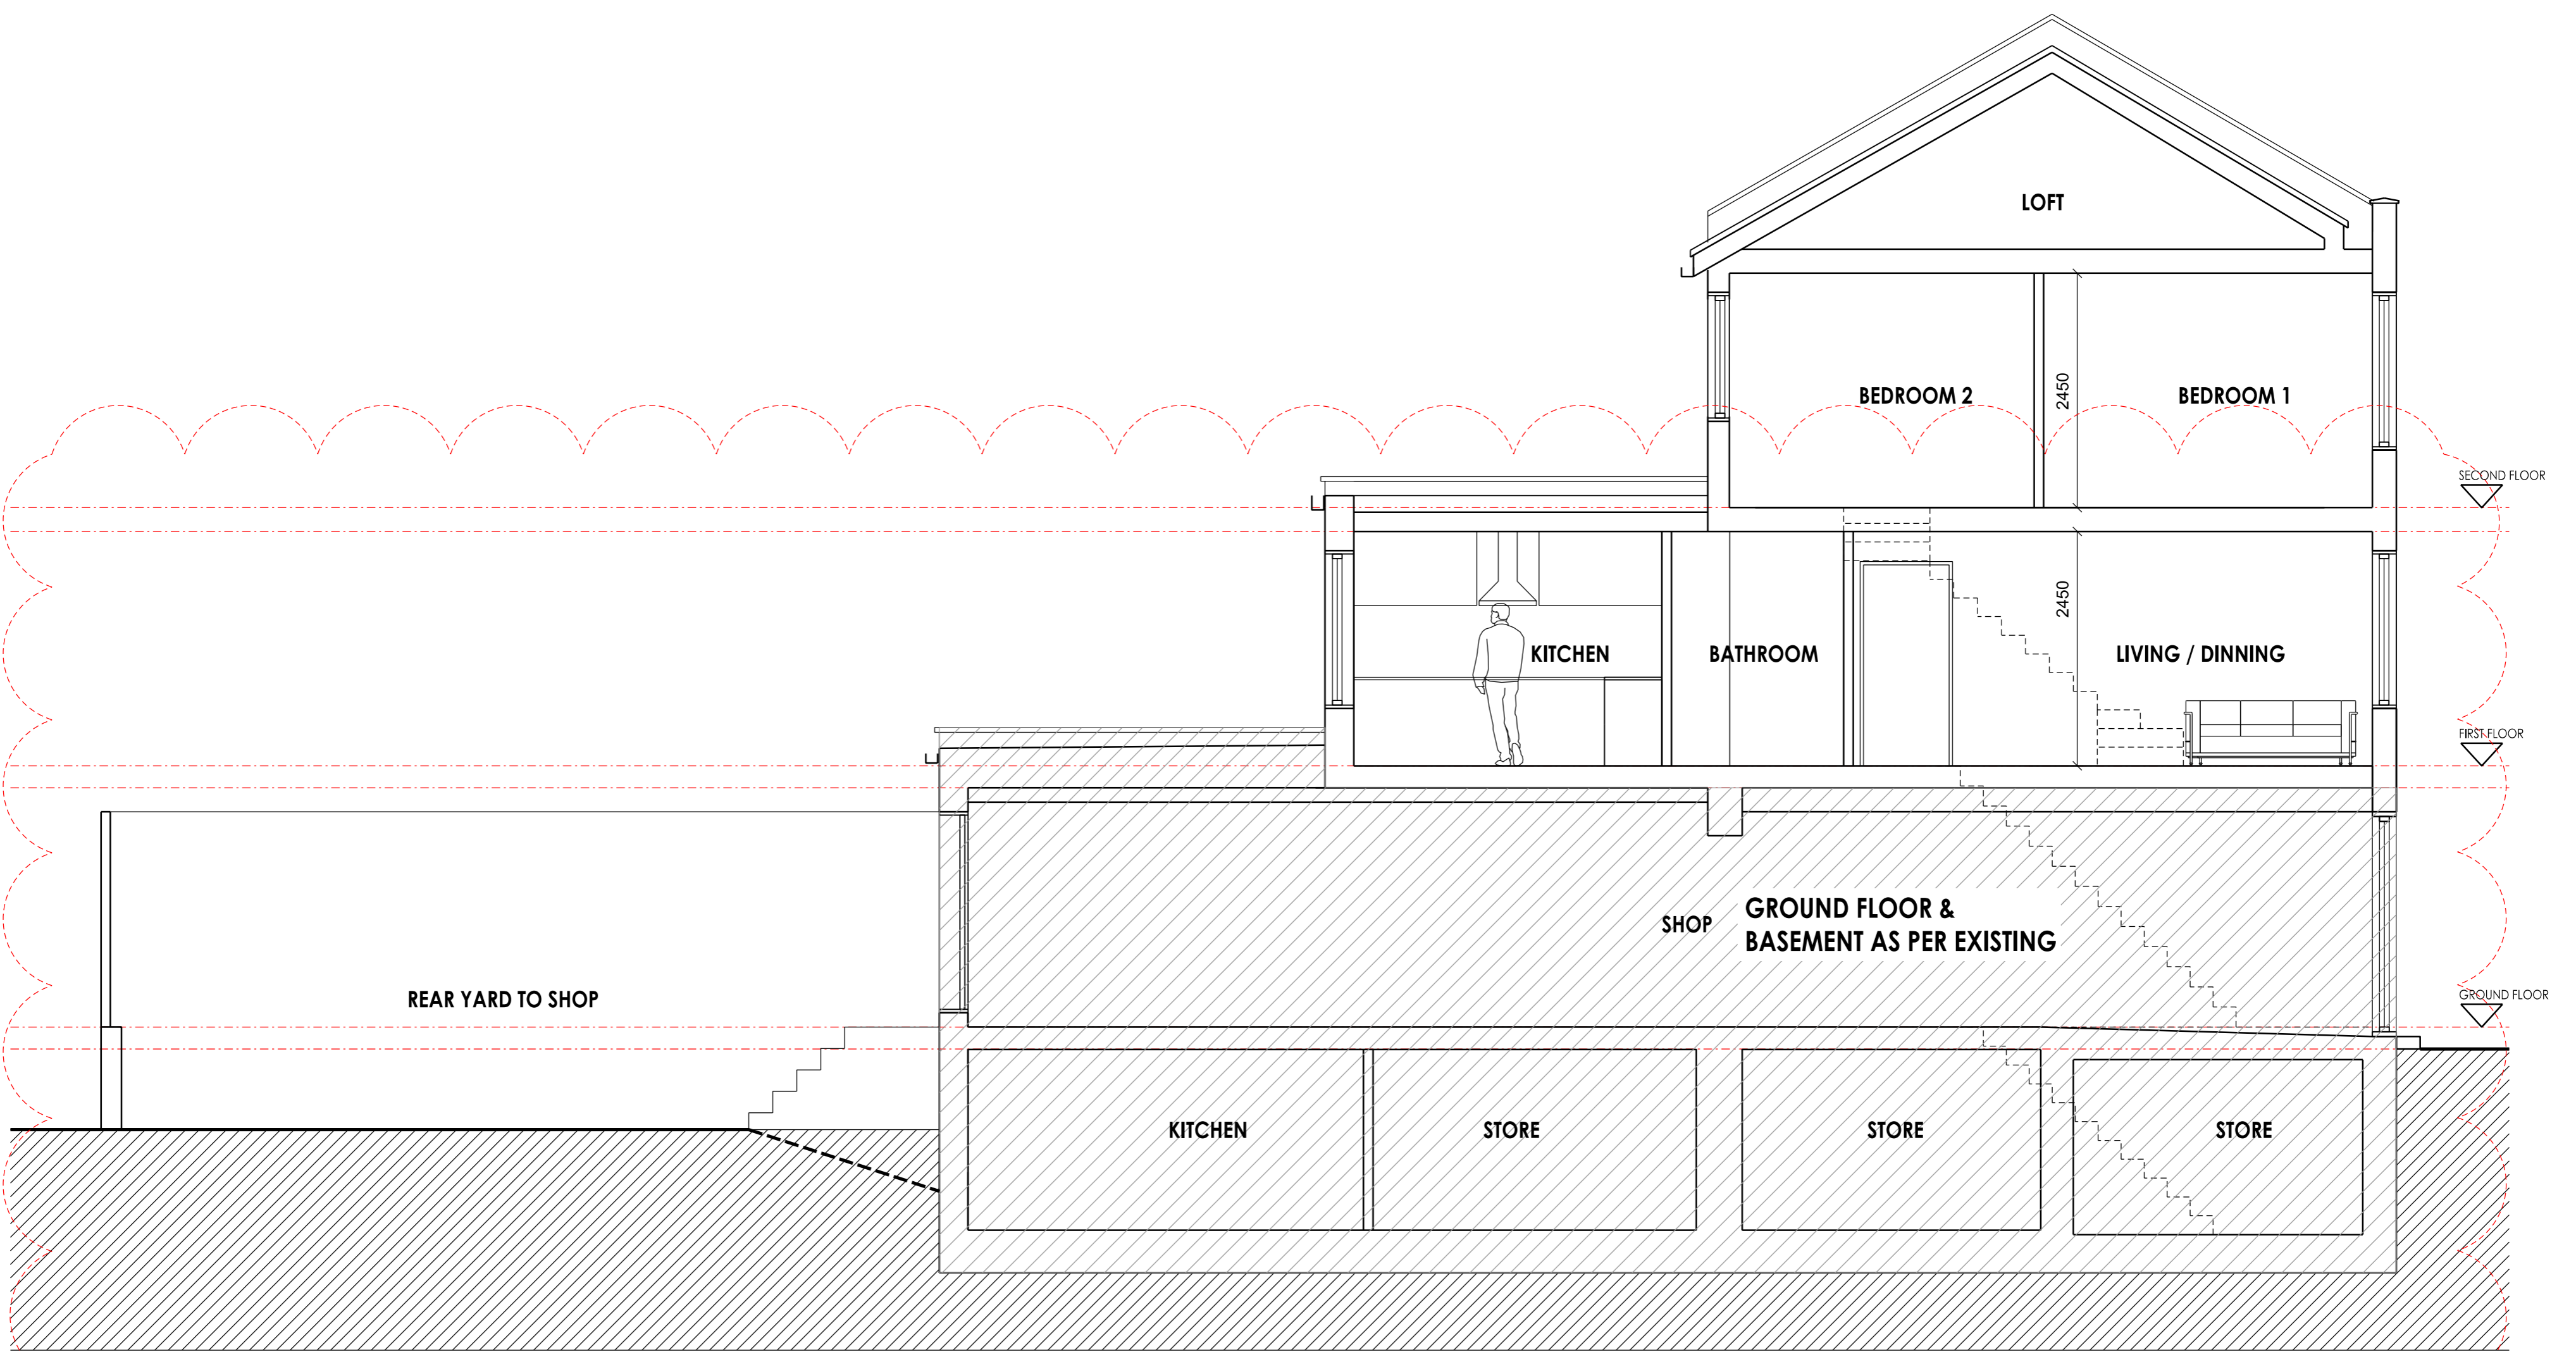 LOFT
BEDROOM 2
2450
BEDROOM 1
SECOND FLOOR
2450
KITCHEN
BATHROOM
LIVING / DINNING
FIRST FLOOR
SHOP
GROUND FLOOR &
BASEMENT AS PER EXISTING
REAR YARD TO SHOP
GROUND FLOOR
KITCHEN
STORE
STORE
STORE